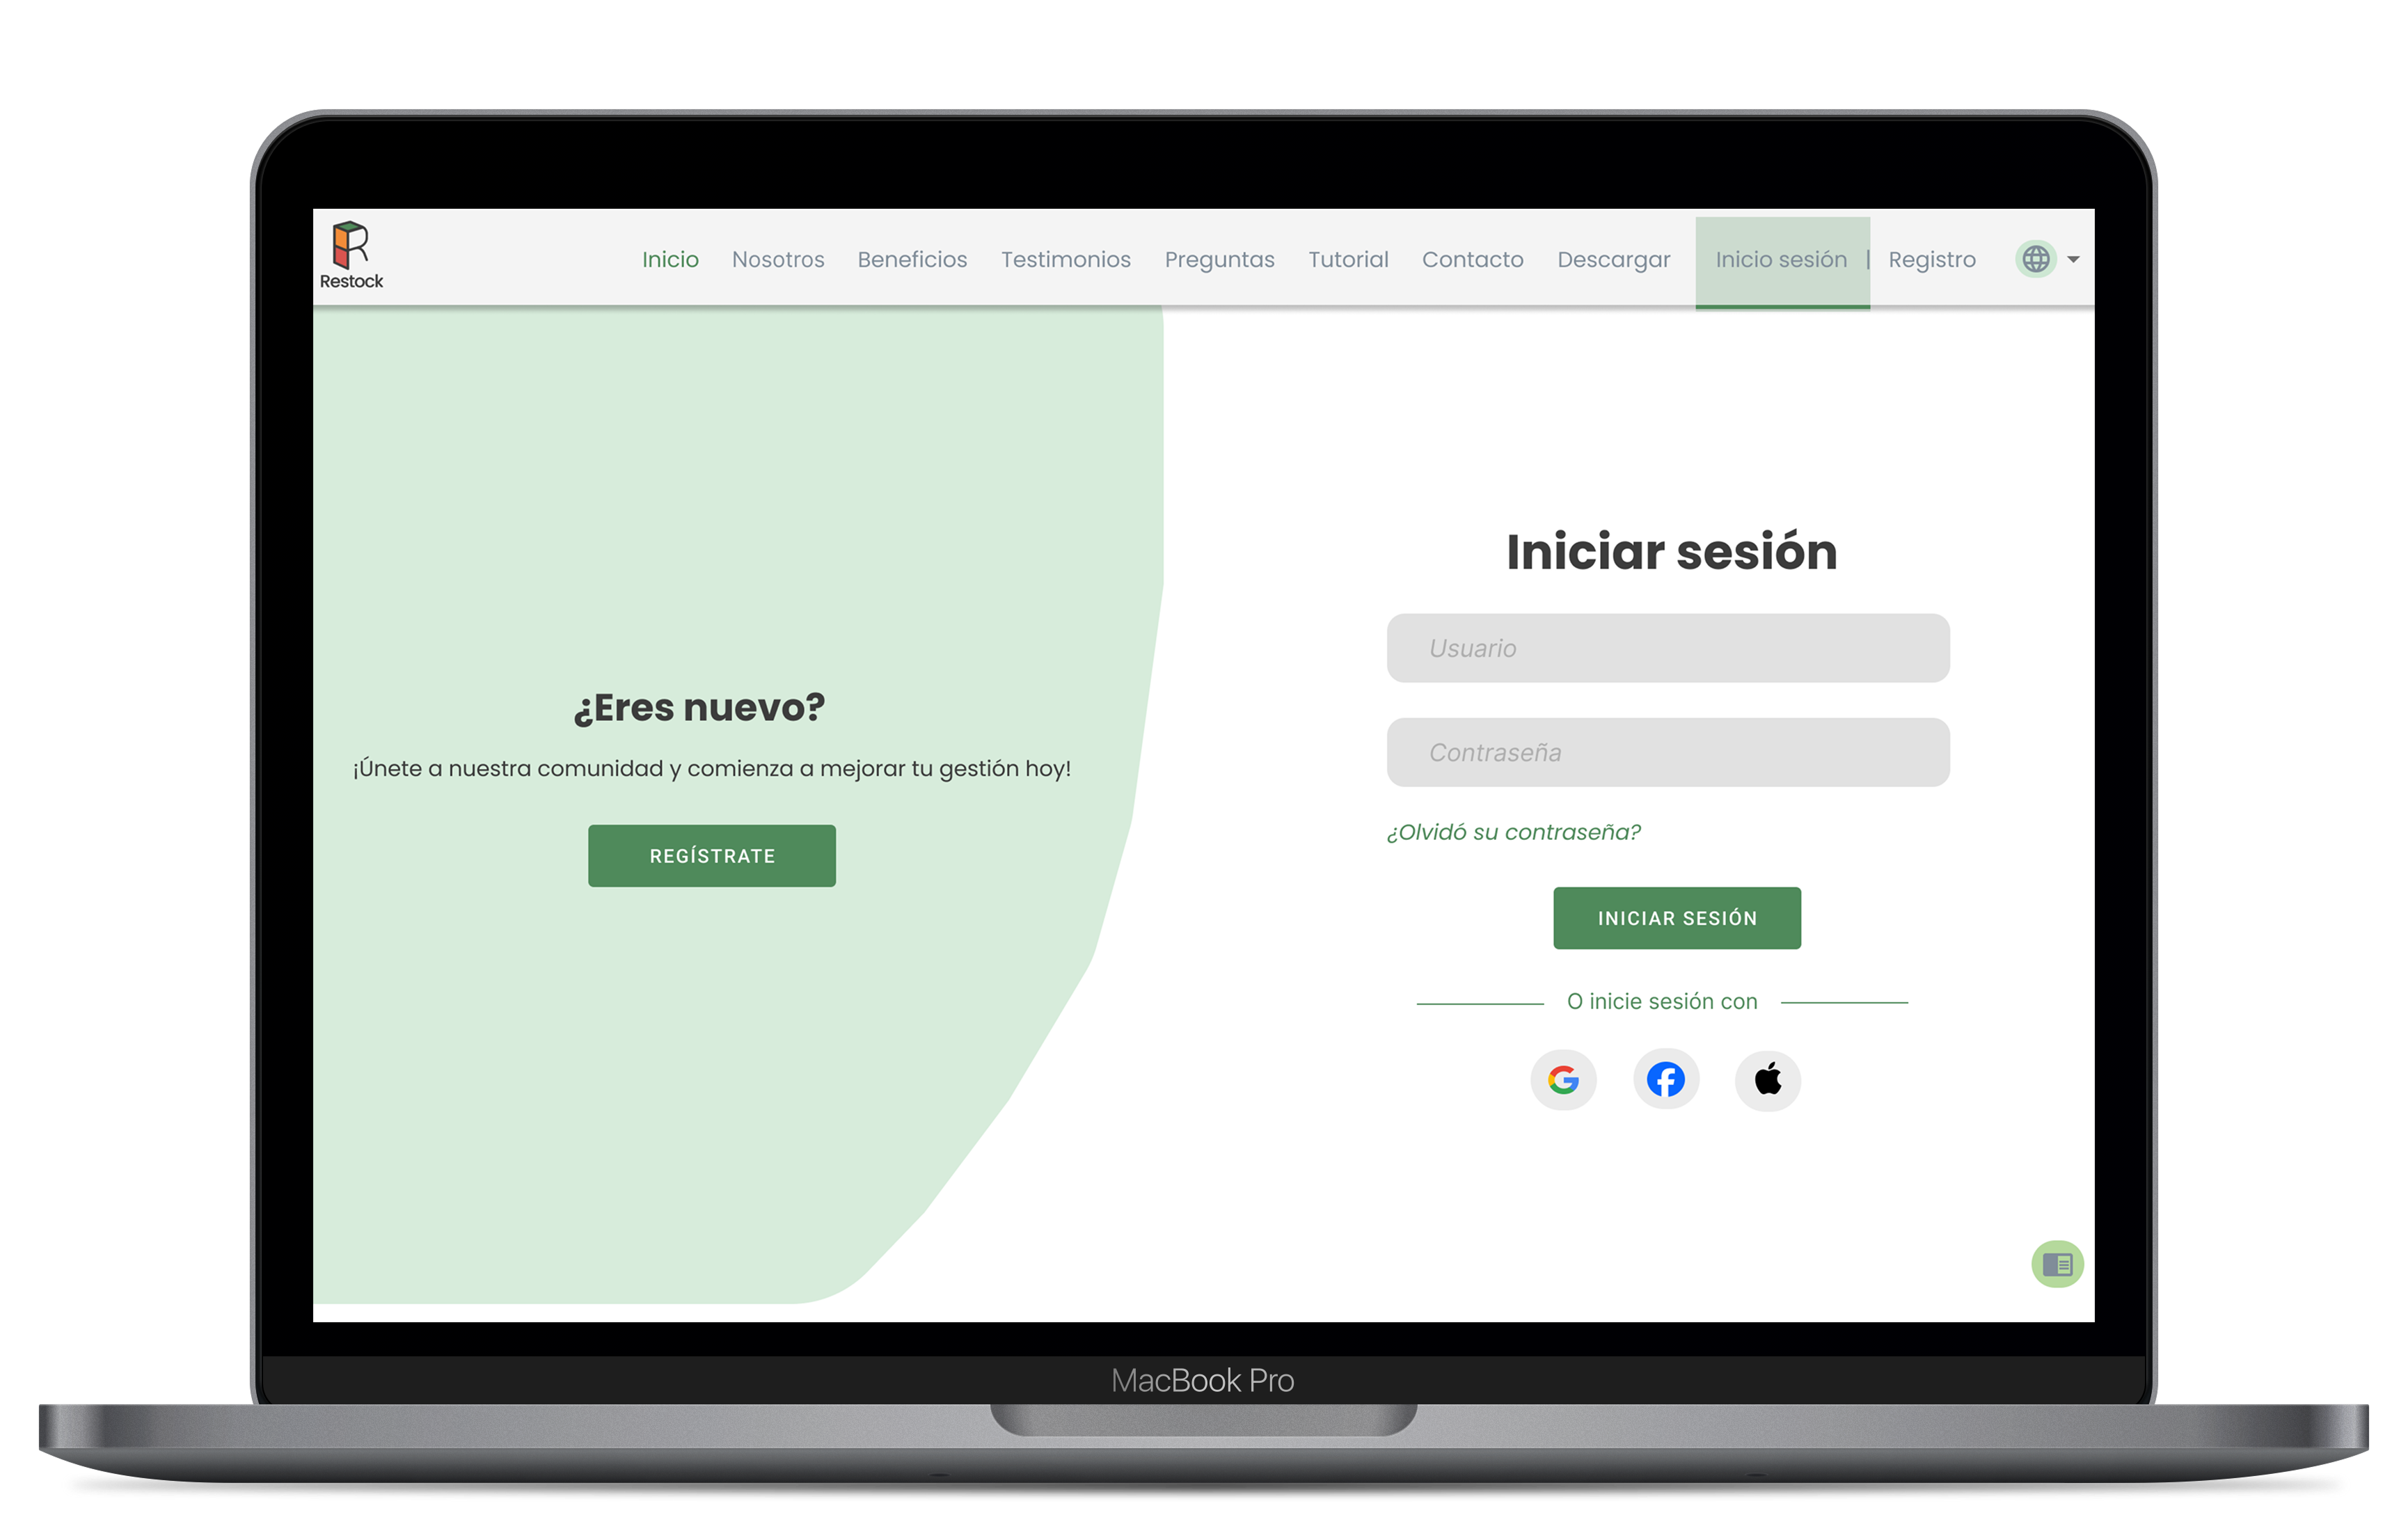 Restock
Inicio Nosotros Beneficios Testimonios Preguntas Tutorial Contacto Descargar Inicio sesión | Registro
¿Eres nuevo?
¡Únete a nuestra comunidad y comienza a mejorar tu gestión hoy!
REGÍSTRATE
Iniciar sesión
Usuario
Contraseña
¿Olvidó su contraseña?
INICIAR SESIÓN
O inicie sesión con
MacBook Pro